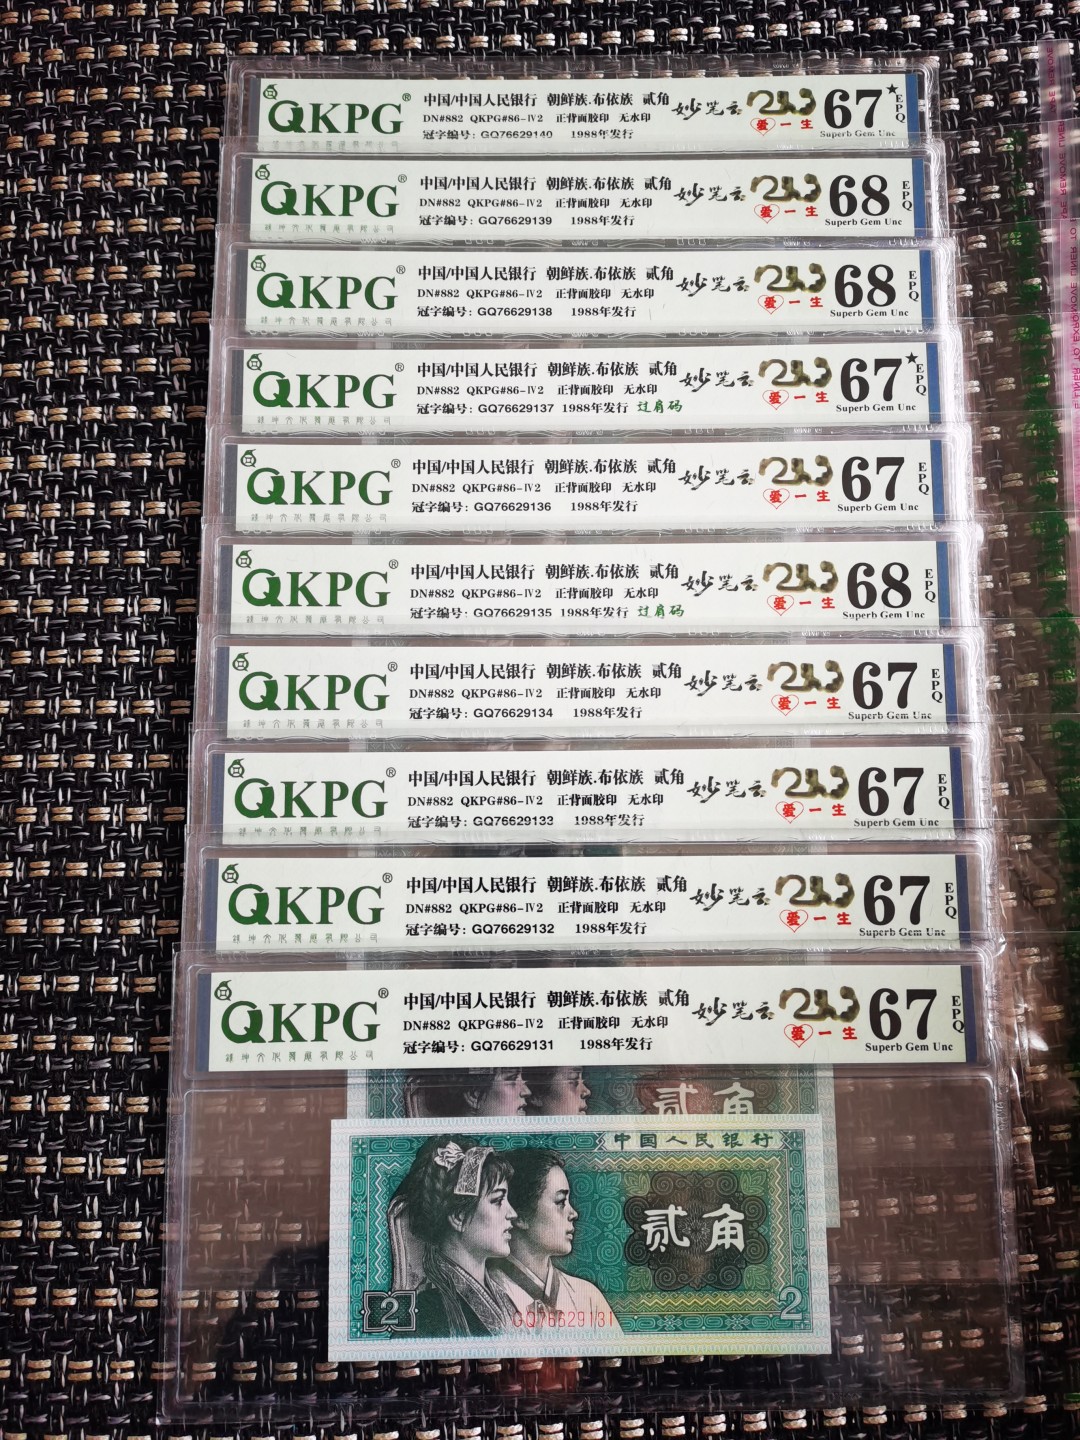 QKPG® 中国/中国人民银行 朝鲜族.布依族 贰角 妙笔 67★ EPQ
DN#882 QKPG#86-Ⅳ2 正背面胶印 无水印 爱一生 Superb Gem Unc
冠字编号: GQ76629140 1988年发行
QKPG® 中国/中国人民银行 朝鲜族.布依族 贰角 妙笔 68 EPQ
DN#882 QKPG#86-Ⅳ2 正背面胶印 无水印 爱一生 Superb Gem Unc
冠字编号: GQ76629139 1988年发行
QKPG® 中国/中国人民银行 朝鲜族.布依族 贰角 妙笔 68 EPQ
DN#882 QKPG#86-Ⅳ2 正背面胶印 无水印 爱一生 Superb Gem Unc
冠字编号: GQ76629138 1988年发行
QKPG® 中国/中国人民银行 朝鲜族.布依族 贰角 妙笔 67★ EPQ
DN#882 QKPG#86-Ⅳ2 正背面胶印 无水印 爱一生 Superb Gem Unc
冠字编号: GQ76629137 1988年发行 过肩码
QKPG® 中国/中国人民银行 朝鲜族.布依族 贰角 妙笔 67 EPQ
DN#882 QKPG#86-Ⅳ2 正背面胶印 无水印 爱一生 Superb Gem Unc
冠字编号: GQ76629136 1988年发行
QKPG® 中国/中国人民银行 朝鲜族.布依族 贰角 妙笔 68 EPQ
DN#882 QKPG#86-Ⅳ2 正背面胶印 无水印 爱一生 Superb Gem Unc
冠字编号: GQ76629135 1988年发行 过肩码
QKPG® 中国/中国人民银行 朝鲜族.布依族 贰角 妙笔 67 EPQ
DN#882 QKPG#86-Ⅳ2 正背面胶印 无水印 爱一生 Superb Gem Unc
冠字编号: GQ76629134 1988年发行
QKPG® 中国/中国人民银行 朝鲜族.布依族 贰角 妙笔 67 EPQ
DN#882 QKPG#86-Ⅳ2 正背面胶印 无水印 爱一生 Superb Gem Unc
冠字编号: GQ76629133 1988年发行
QKPG® 中国/中国人民银行 朝鲜族.布依族 贰角 妙笔 67 EPQ
DN#882 QKPG#86-Ⅳ2 正背面胶印 无水印 爱一生 Superb Gem Unc
冠字编号: GQ76629132 1988年发行
QKPG® 中国/中国人民银行 朝鲜族.布依族 贰角 妙笔 67 EPQ
DN#882 QKPG#86-Ⅳ2 正背面胶印 无水印 爱一生 Superb Gem Unc
冠字编号: GQ76629131 1988年发行
贰角
中国人民银行
贰角
2 GQ76629131 2